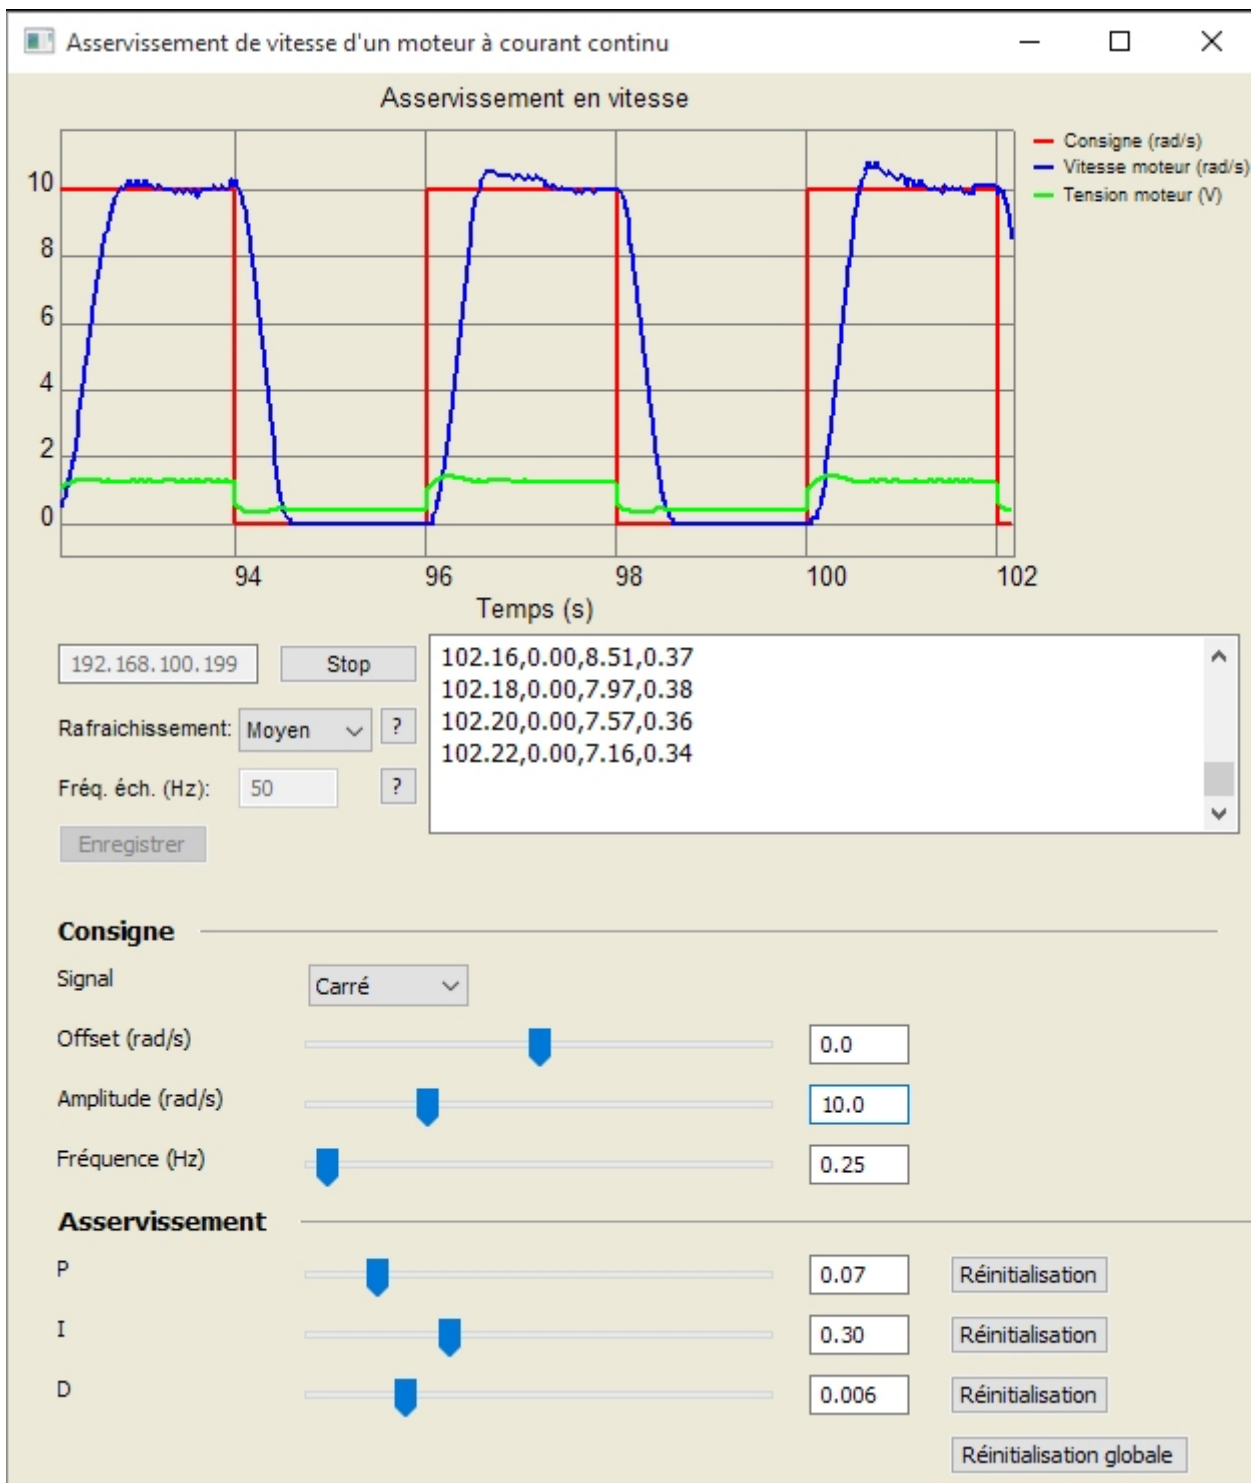 Asservissement de vitesse d'un moteur à courant continu
Asservissement en vitesse
Consigne (rad/s)
Vitesse moteur (rad/s)
Tension moteur (V)
10
8
6
4
2
0
94 96 98 100 102
Temps (s)
192.168.100.199 Stop
102.16,0.00,8.51,0.37
102.18,0.00,7.97,0.38
102.20,0.00,7.57,0.36
102.22,0.00,7.16,0.34
Rafraichissement: Moyen ?
Fréq. éch. (Hz): 50 ?
Enregistrer
Consigne
Signal Carré
Offset (rad/s) 0.0
Amplitude (rad/s) 10.0
Fréquence (Hz) 0.25
Asservissement
P 0.07 Réinitialisation
I 0.30 Réinitialisation
D 0.006 Réinitialisation
Réinitialisation globale